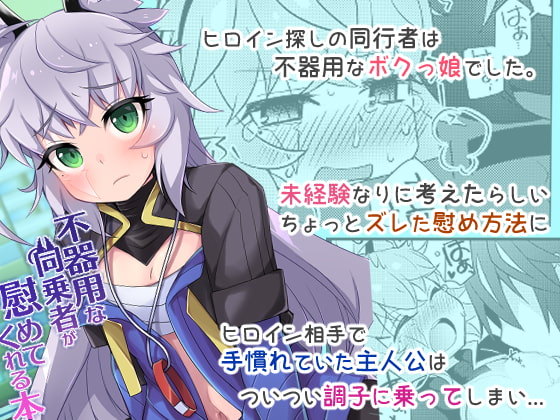 ヒロイン探しの同行者は
不器用なボクっ娘でした。
未経験なりに考えたらしい
ちょっとズレた慰め方法に
ヒロイン相手で
手慣れていた主人公は
ついつい調子に乗ってしまい…
不器用な
同乗者が
慰めて
くれる本